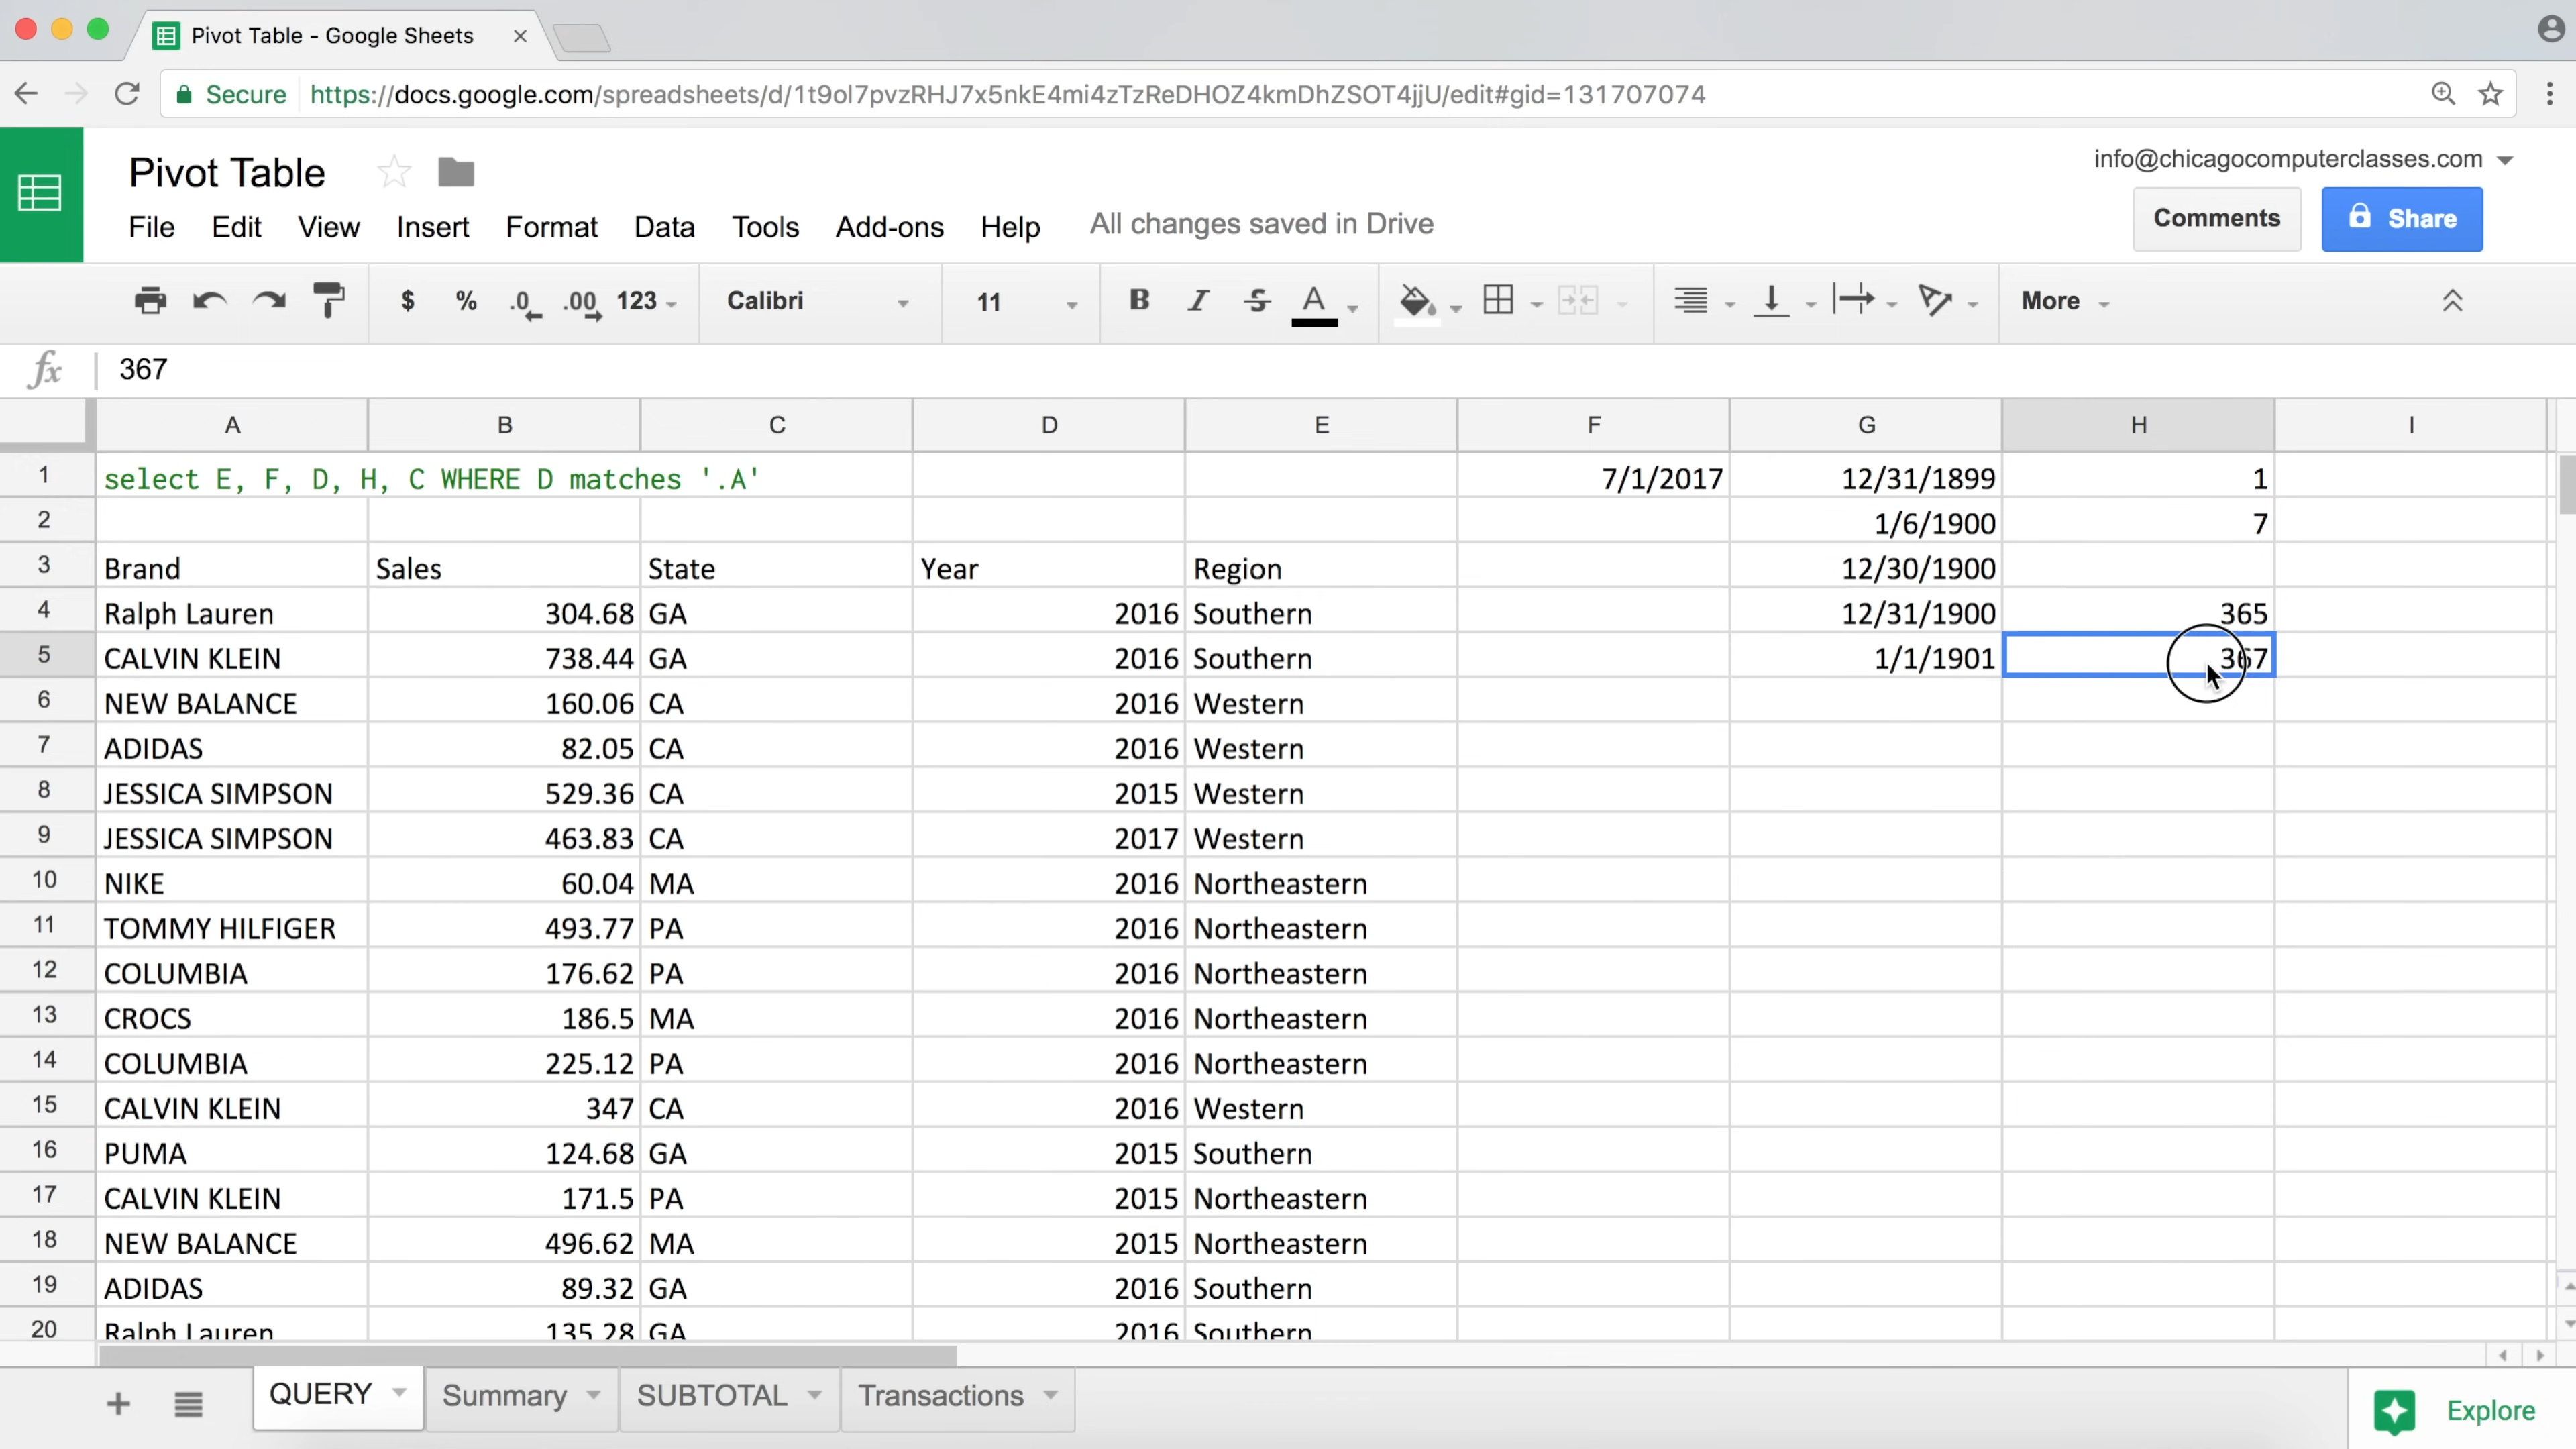 Pivot Table - Google Sheets
Secure https://docs.google.com/spreadsheets/d/1t9ol7pvzRHJ7x5nkE4mi4zTzReDHOZ4kmDhZSOT4jjU/edit#gid=131707074
Pivot Table
info@chicagocomputerclasses.com
File Edit View Insert Format Data Tools Add-ons Help All changes saved in Drive
Comments Share
$ % .0 .00 123 Calibri 11 B I S A More
fx 367
A B C D E F G H I
1 select E, F, D, H, C WHERE D matches '.A' 7/1/2017 12/31/1899 1
2 1/6/1900 7
3 Brand Sales State Year Region 12/30/1900
4 Ralph Lauren 304.68 GA 2016 Southern 12/31/1900 365
5 CALVIN KLEIN 738.44 GA 2016 Southern 1/1/1901 367
6 NEW BALANCE 160.06 CA 2016 Western
7 ADIDAS 82.05 CA 2016 Western
8 JESSICA SIMPSON 529.36 CA 2015 Western
9 JESSICA SIMPSON 463.83 CA 2017 Western
10 NIKE 60.04 MA 2016 Northeastern
11 TOMMY HILFIGER 493.77 PA 2016 Northeastern
12 COLUMBIA 176.62 PA 2016 Northeastern
13 CROCS 186.5 MA 2016 Northeastern
14 COLUMBIA 225.12 PA 2016 Northeastern
15 CALVIN KLEIN 347 CA 2016 Western
16 PUMA 124.68 GA 2015 Southern
17 CALVIN KLEIN 171.5 PA 2015 Northeastern
18 NEW BALANCE 496.62 MA 2015 Northeastern
19 ADIDAS 89.32 GA 2016 Southern
20 Ralph Lauren 135.28 GA 2016 Southern
QUERY Summary SUBTOTAL Transactions Explore